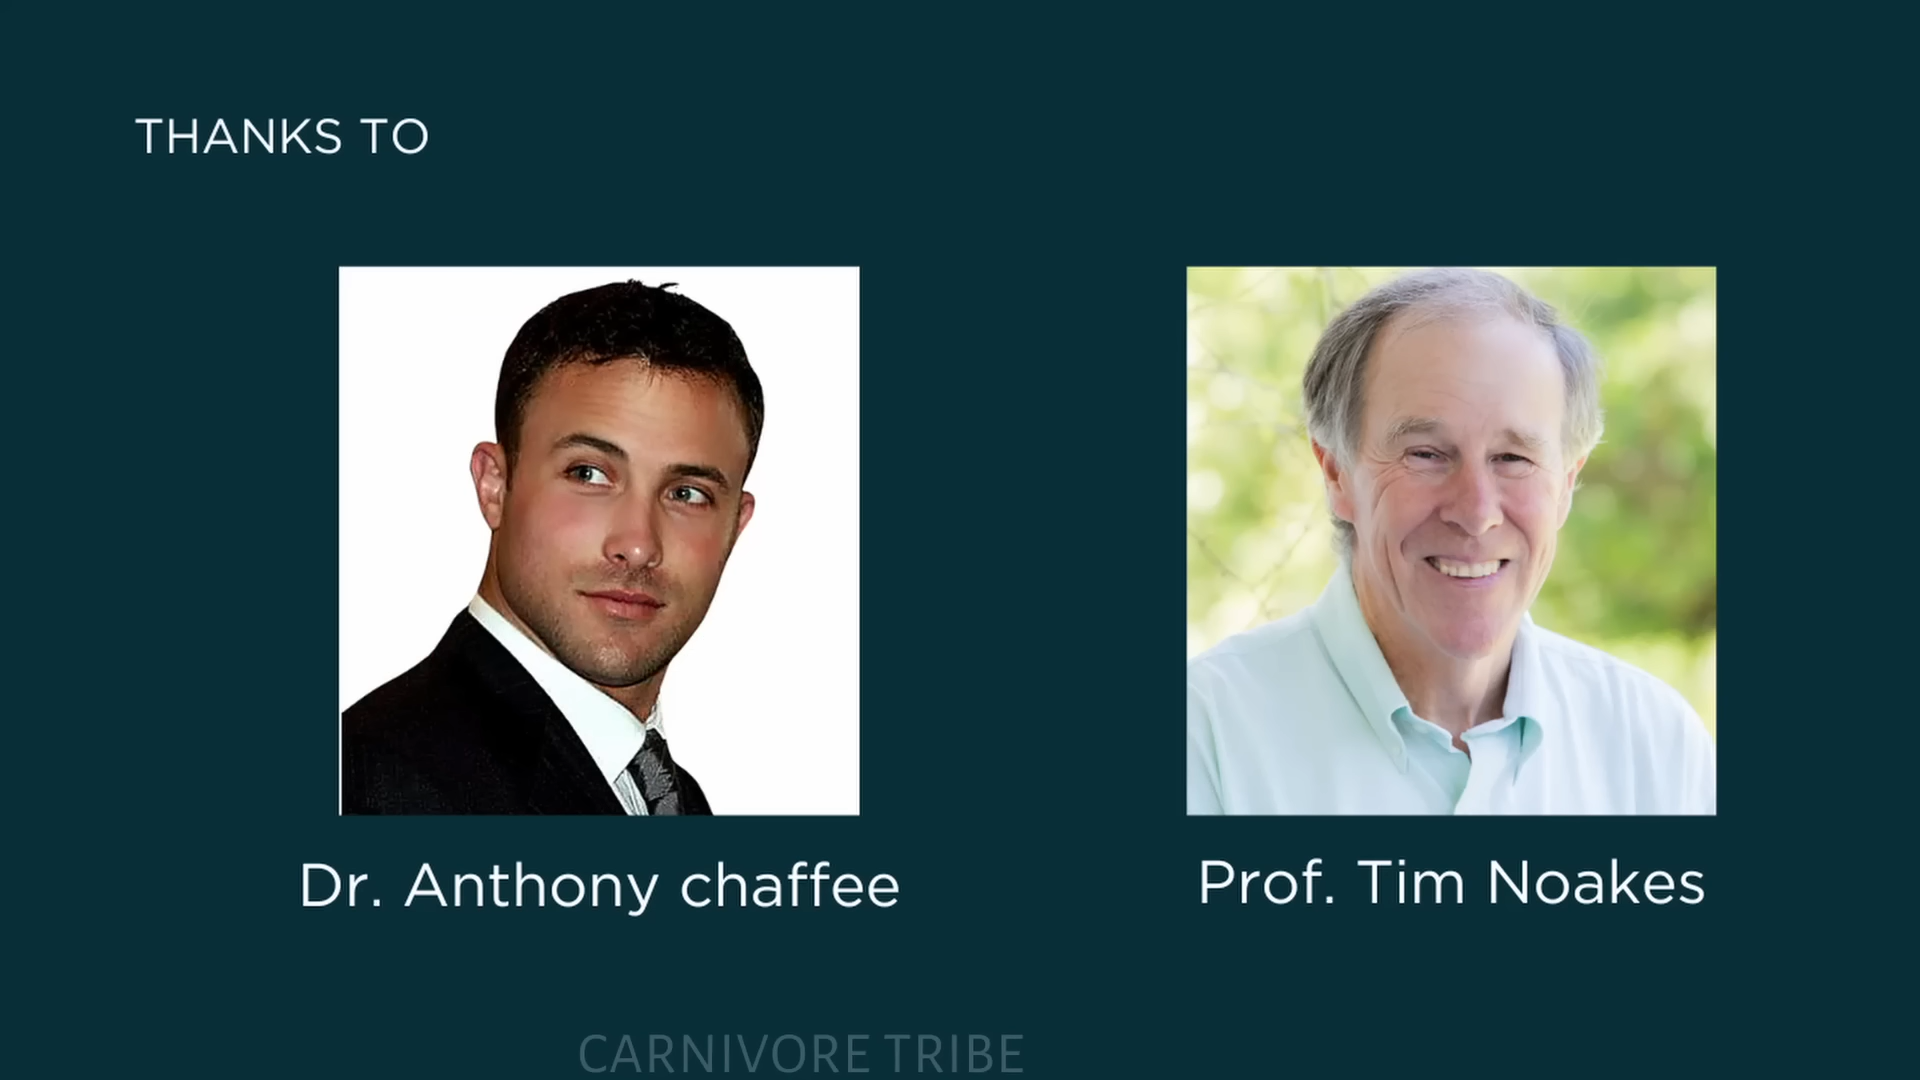 THANKS TO
Dr. Anthony chaffee
Prof. Tim Noakes
CARNIVORE TRIBE